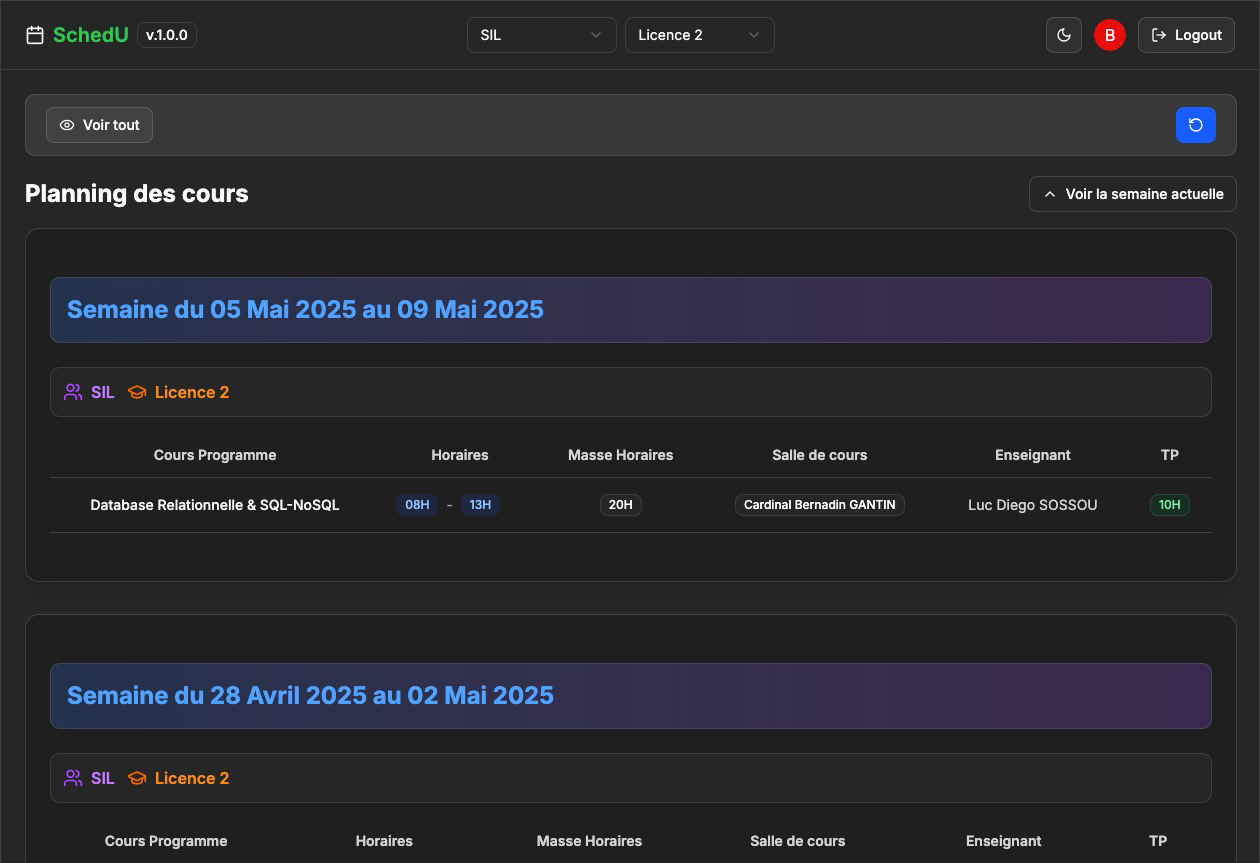 SchedU v.1.0.0 SIL Licence 2 B Logout
Voir tout
Planning des cours Voir la semaine actuelle
Semaine du 05 Mai 2025 au 09 Mai 2025
SIL Licence 2
Cours Programme Horaires Masse Horaires Salle de cours Enseignant TP
Database Relationnelle & SQL-NoSQL 08H - 13H 20H Cardinal Bernadin GANTIN Luc Diego SOSSOU 10H
Semaine du 28 Avril 2025 au 02 Mai 2025
SIL Licence 2
Cours Programme Horaires Masse Horaires Salle de cours Enseignant TP